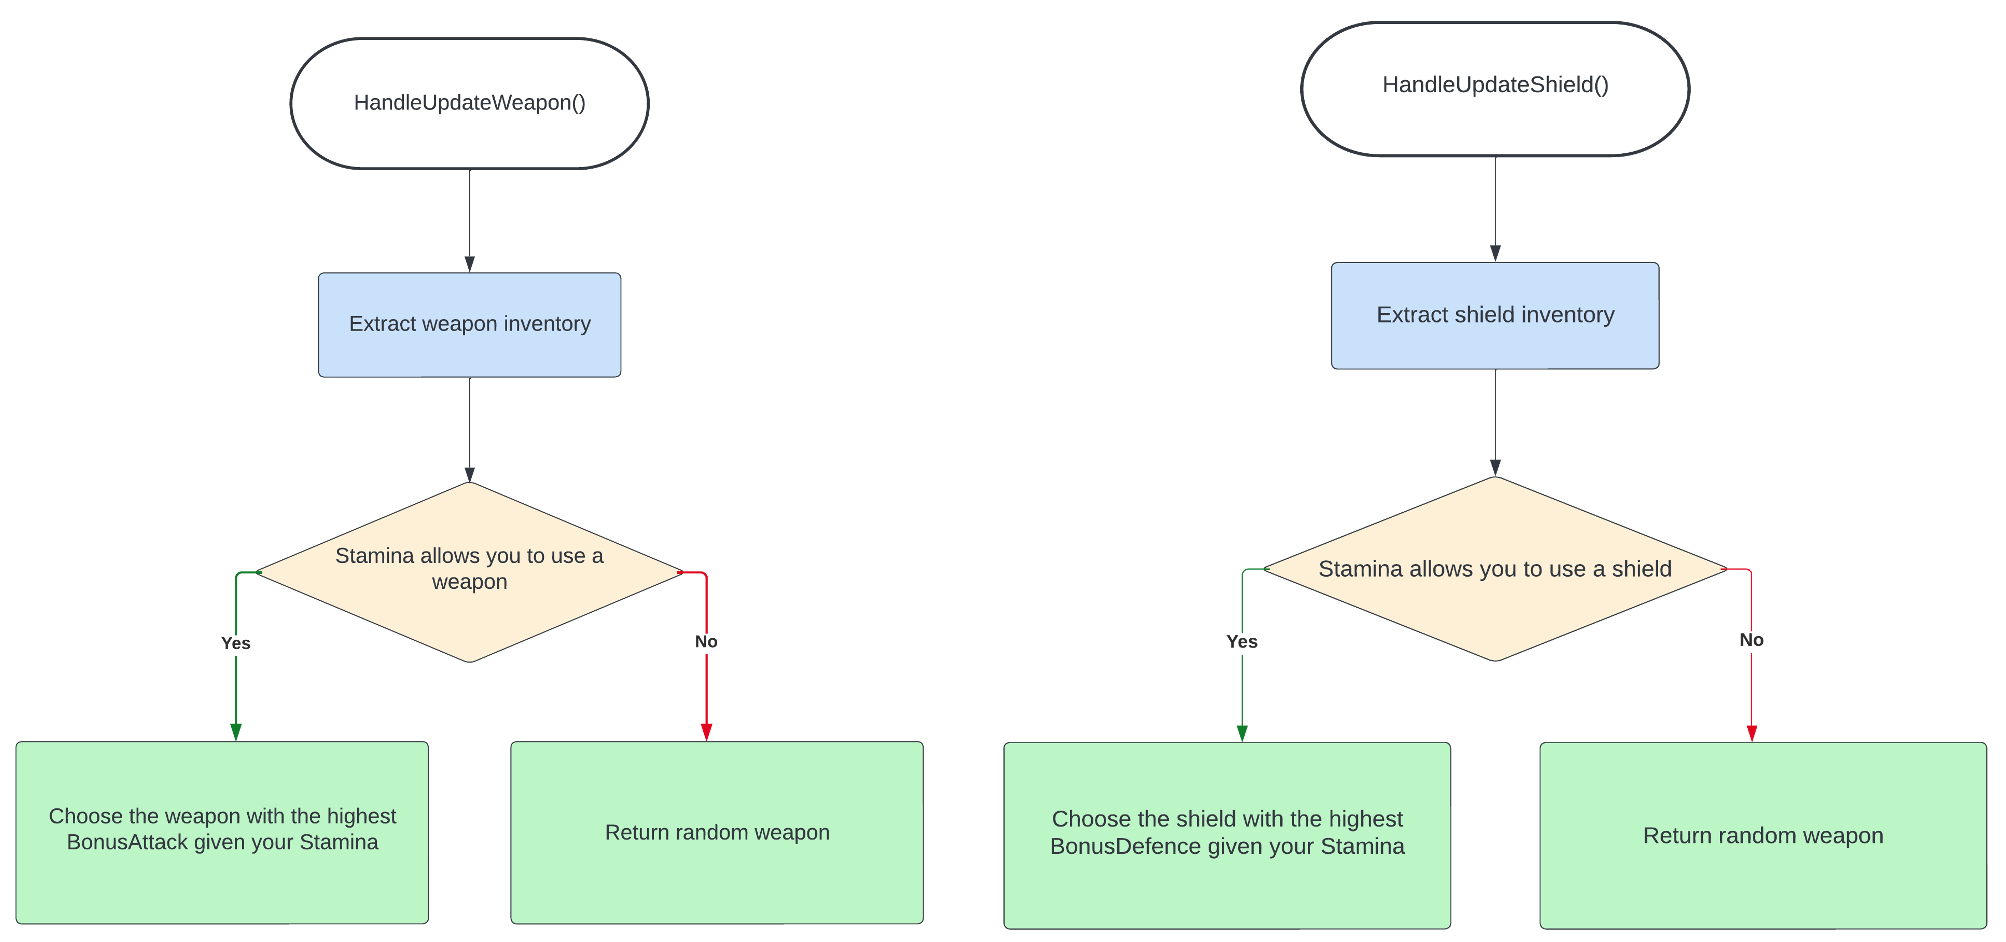 HandleUpdateWeapon()
Extract weapon inventory
Stamina allows you to use a
weapon
Yes
No
Choose the weapon with the highest
BonusAttack given your Stamina
Return random weapon
HandleUpdateShield()
Extract shield inventory
Stamina allows you to use a shield
Yes
No
Choose the shield with the highest
BonusDefence given your Stamina
Return random weapon